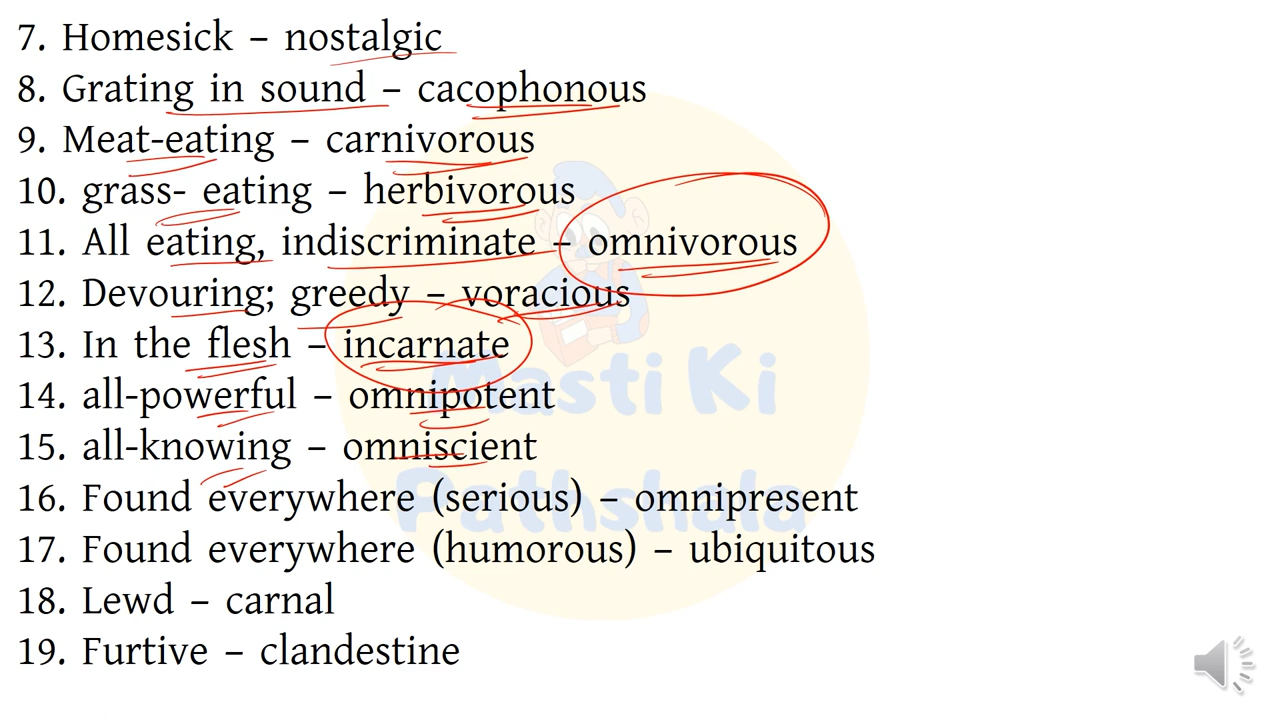 7. Homesick – nostalgic
8. Grating in sound – cacophonous
9. Meat-eating – carnivorous
10. grass- eating – herbivorous
11. All eating, indiscriminate – omnivorous
12. Devouring; greedy – voracious
13. In the flesh – incarnate
14. all-powerful – omnipotent
15. all-knowing – omniscient
16. Found everywhere (serious) – omnipresent
17. Found everywhere (humorous) – ubiquitous
18. Lewd – carnal
19. Furtive – clandestine
Masti Ki
Pathshala